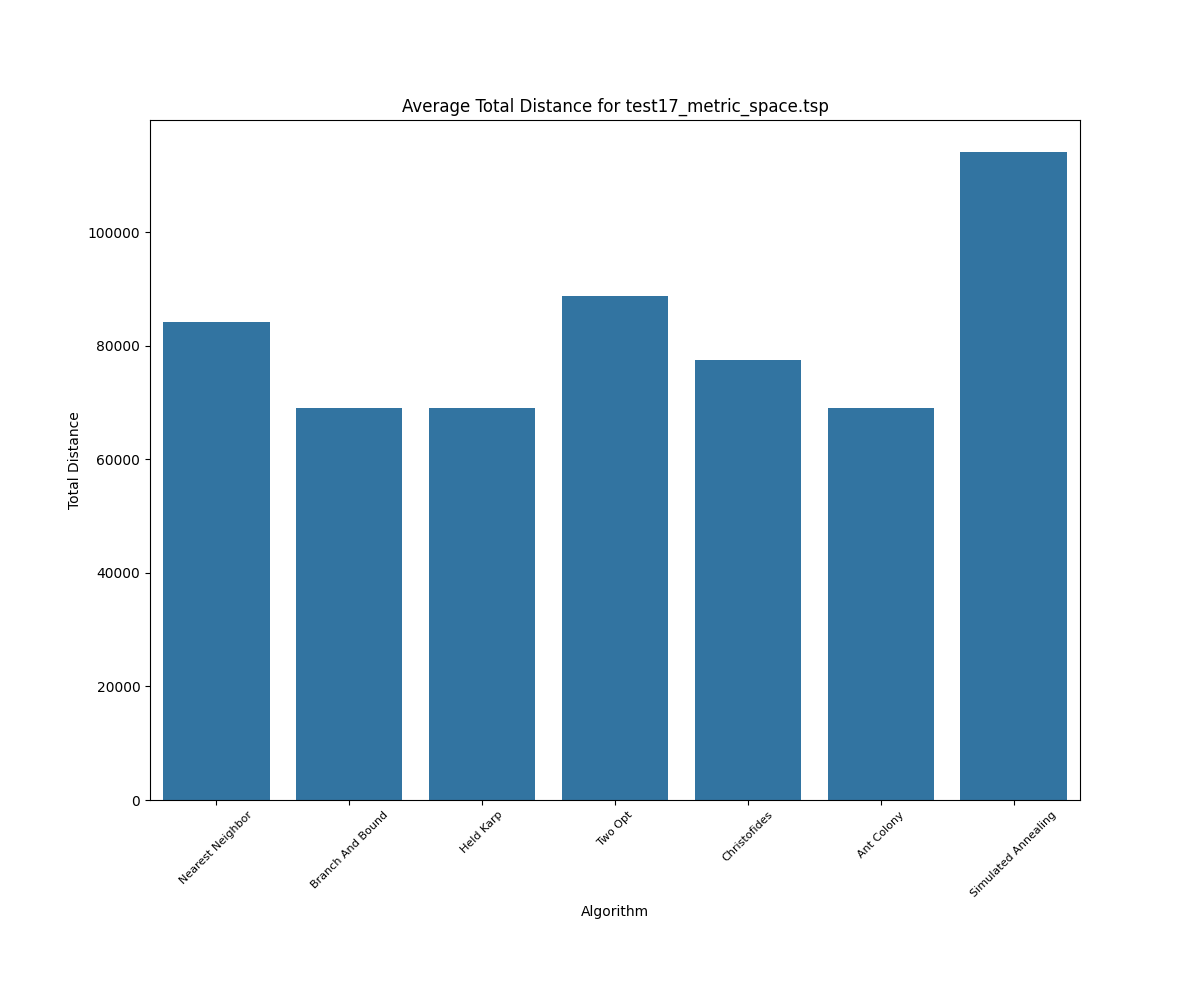 Average Total Distance for test17_metric_space.tsp
Total Distance
100000
80000
60000
40000
20000
0
Nearest Neighbor
Branch And Bound
Held Karp
Two Opt
Christofides
Ant Colony
Simulated Annealing
Algorithm